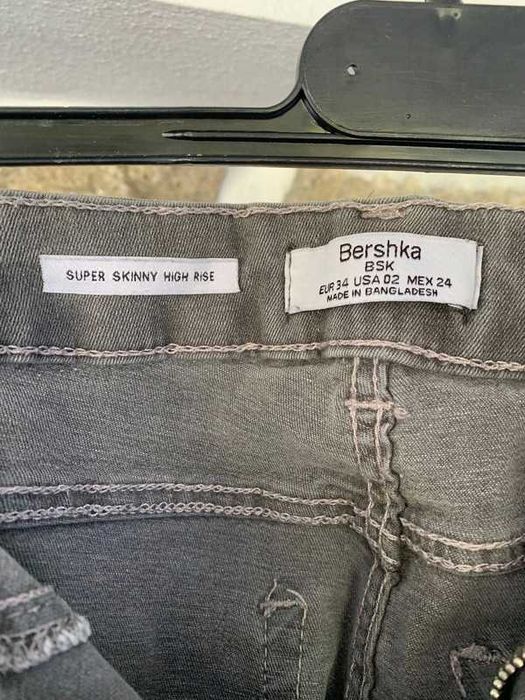 SUPER SKINNY HIGH RISE
Bershka
BSK
EUR 34 USA 02 MEX 24
MADE IN BANGLADESH